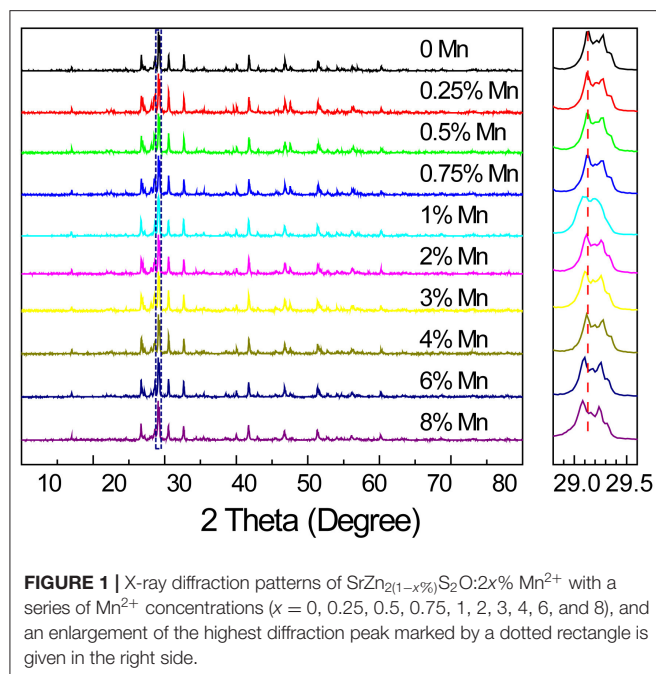 0 Mn
0.25% Mn
0.5% Mn
0.75% Mn
1% Mn
2% Mn
3% Mn
4% Mn
6% Mn
8% Mn
10 20 30 40 50 60 70 80
29.0 29.5
2 Theta (Degree)
FIGURE 1 | X-ray diffraction patterns of SrZn2(1−x%)S2O:2x% Mn2+ with a
series of Mn2+ concentrations (x = 0, 0.25, 0.5, 0.75, 1, 2, 3, 4, 6, and 8), and
an enlargement of the highest diffraction peak marked by a dotted rectangle is
given in the right side.